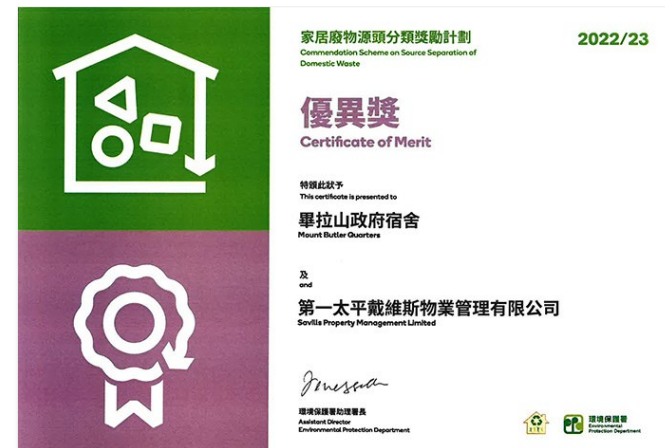 家居廢物源頭分類獎勵計劃
2022/23
Commendation Scheme on Source Separation of
Domestic Waste
優異獎
Certificate of Merit
特頒此狀予
This certificate is presented to
畢拉山政府宿舍
Mount Butler Quarters
及
and
第一太平戴維斯物業管理有限公司
Savills Property Management Limited
環境保護署助理署長
Assistant Director
Environmental Protection Department
環境保護署
Environmental
Protection Department